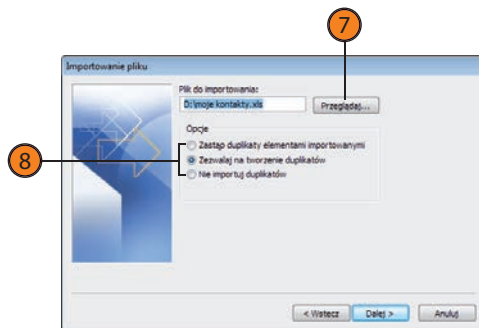 7
Importowanie pliku
Plik do importowania:
D:\moje kontakty.xls
Przeglądaj...
Opcje
8
Zastąp duplikaty elementami importowanymi
Zezwalaj na tworzenie duplikatów
Nie importuj duplikatów
< Wstecz Dalej > Anuluj